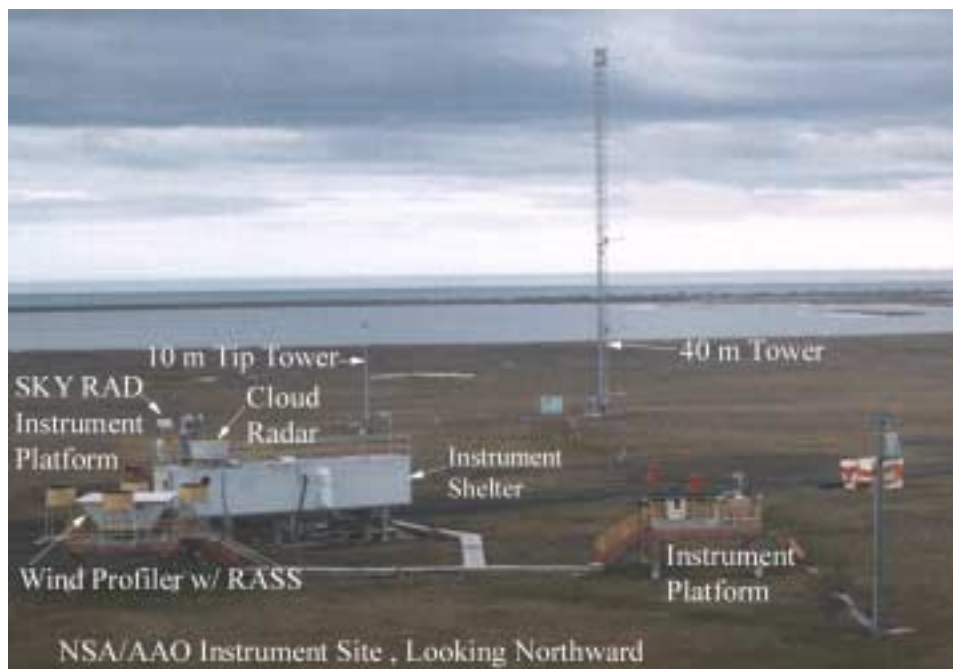 10 m Tip Tower
40 m Tower
SKY RAD
Instrument
Platform
Cloud
Radar
Instrument
Shelter
Instrument
Platform
Wind Profiler w/ RASS
NSA/AAO Instrument Site , Looking Northward